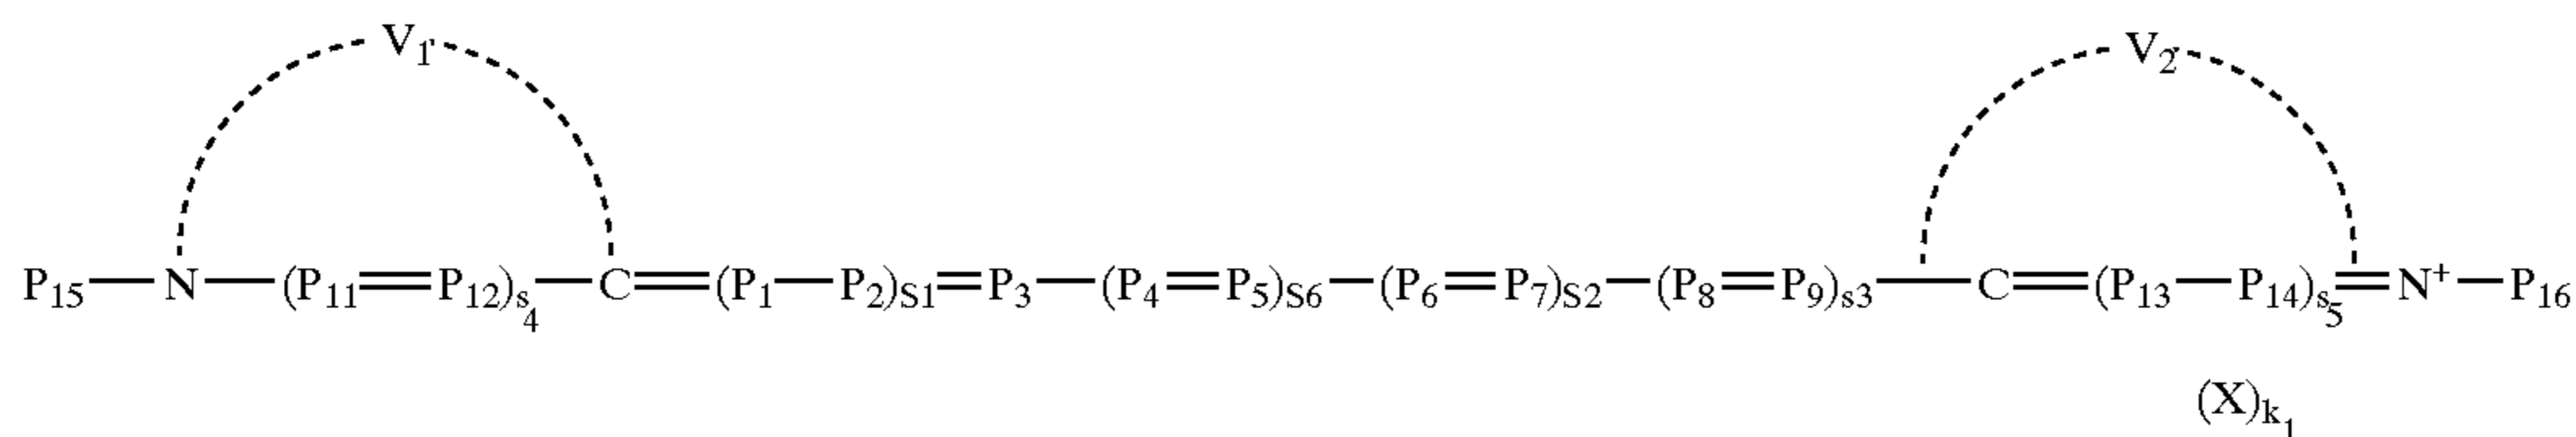 V₁ V₂
P₁₅—N—(P₁₁=P₁₂)ₛ₄—C=(P₁—P₂)S1=P₃—(P₄=P₅)S6—(P₆=P₇)S2—(P₈=P₉)s3—C=(P₁₃—P₁₄)s₅=N⁺—P₁₆
(X)k₁